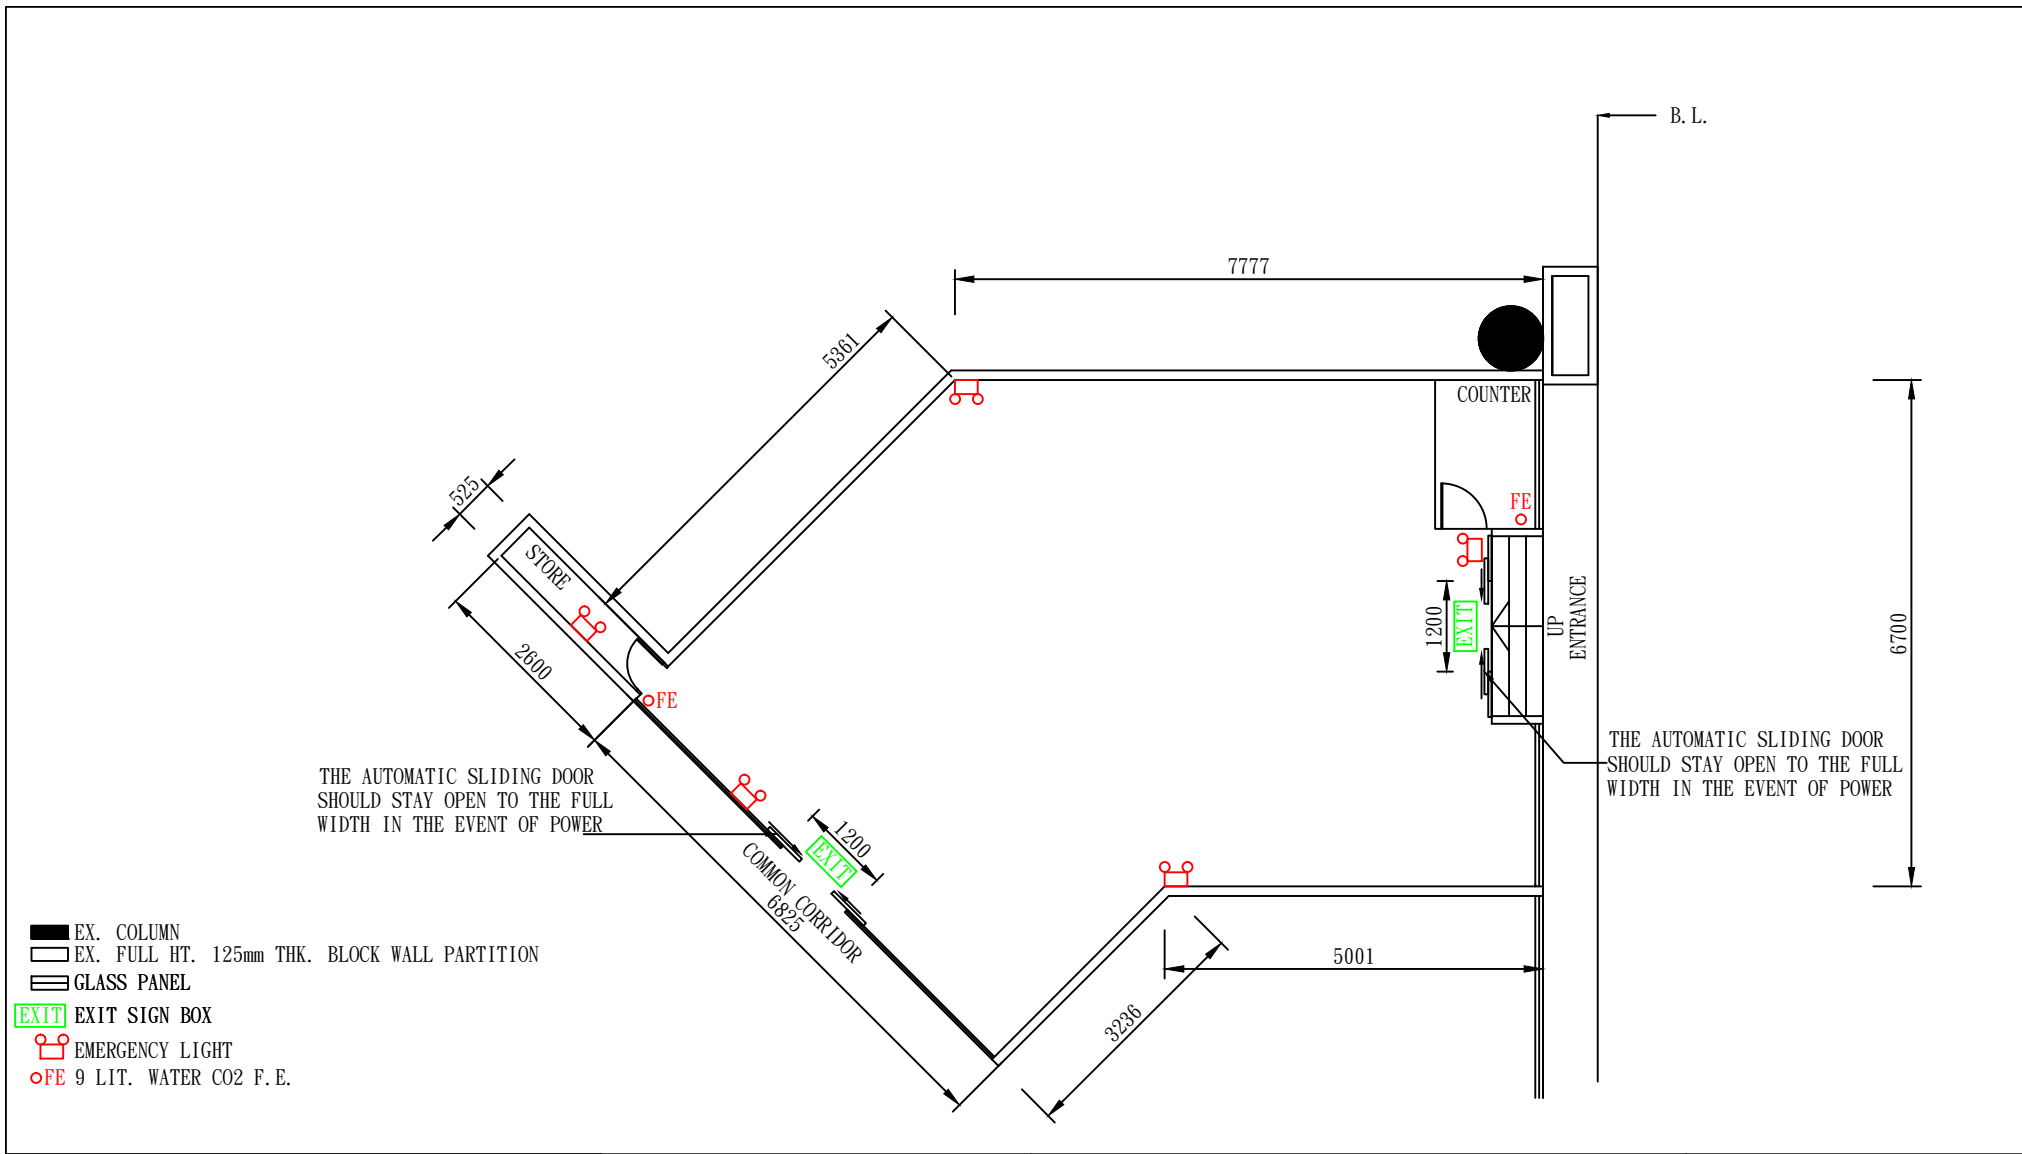 B.L.
7777
5361
COUNTER
525
FE
STORE
1200
EXIT
UP
ENTRANCE
6700
2600
FE
THE AUTOMATIC SLIDING DOOR
SHOULD STAY OPEN TO THE FULL
WIDTH IN THE EVENT OF POWER
THE AUTOMATIC SLIDING DOOR
SHOULD STAY OPEN TO THE FULL
WIDTH IN THE EVENT OF POWER
1200
EXIT
COMMON CORRIDOR
6825
5001
3236
EX. COLUMN
EX. FULL HT. 125mm THK. BLOCK WALL PARTITION
GLASS PANEL
EXIT EXIT SIGN BOX
EMERGENCY LIGHT
FE 9 LIT. WATER CO2 F.E.